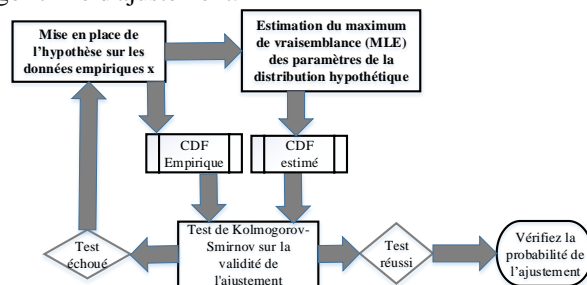 Mise en place de
l'hypothèse sur les
données empiriques x
Estimation du maximum
de vraisemblance (MLE)
des paramètres de la
distribution hypothétique
CDF
Empirique
CDF
estimé
Test
échoué
Test de Kolmogorov-
Smirnov sur la
validité de
l'ajustement
Test
réussi
Vérifiez la
probabilité de
l'ajustement